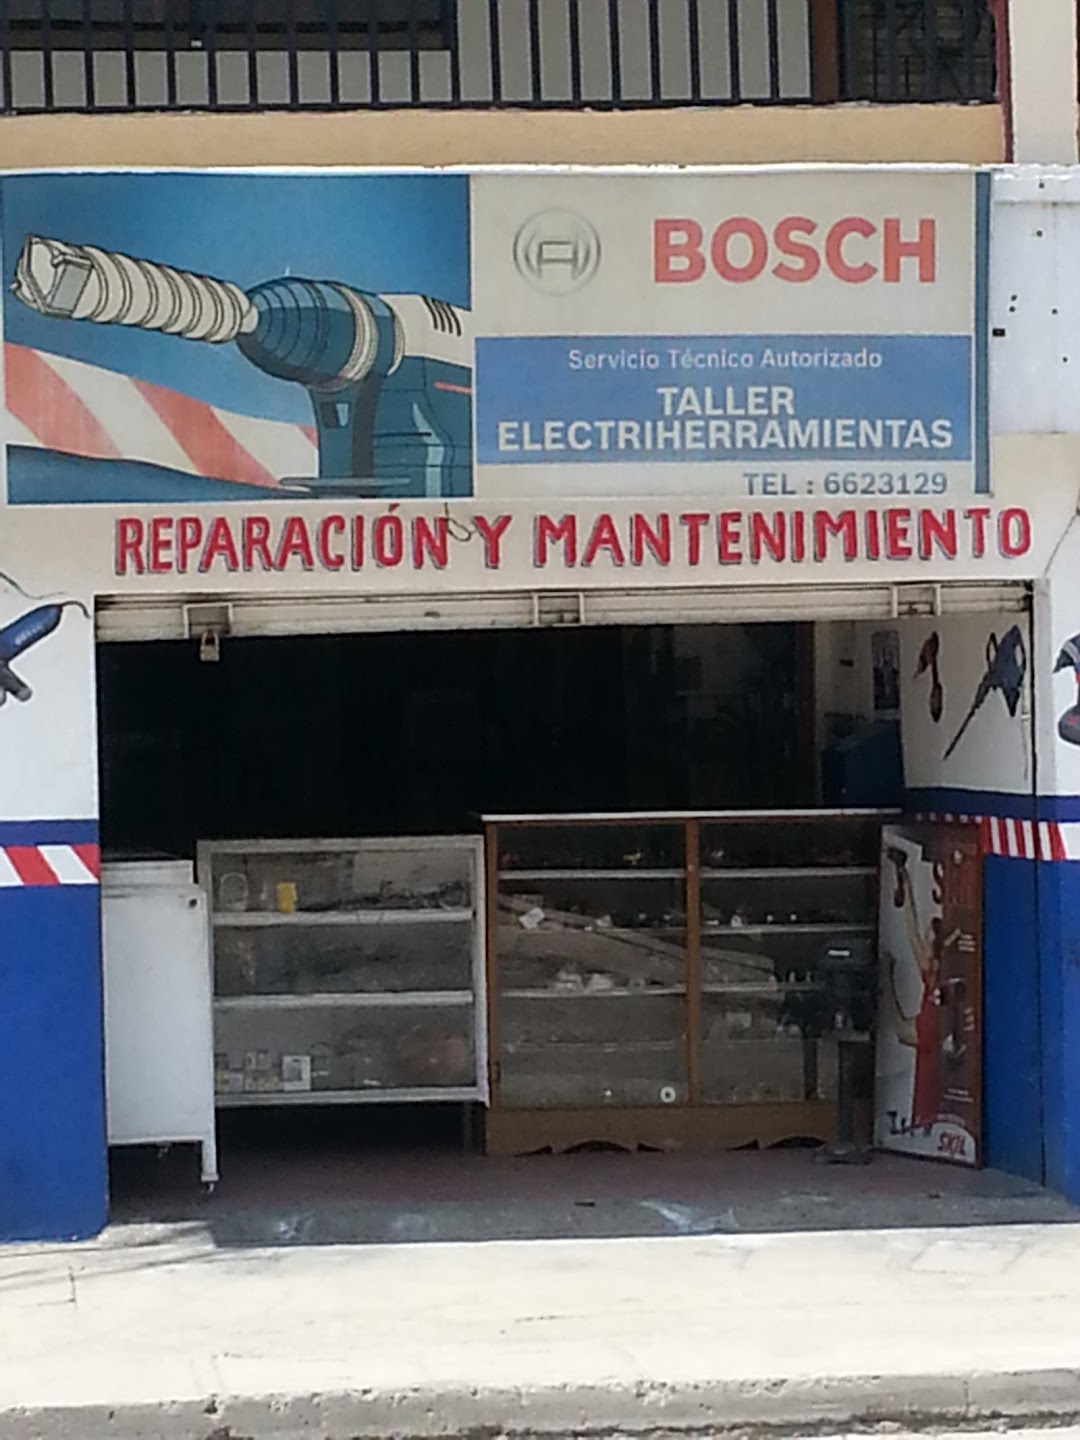 BOSCH
Servicio Técnico Autorizado
TALLER
ELECTRIHERRAMIENTAS
TEL : 6623129
REPARACIÓN Y MANTENIMIENTO
SKIL